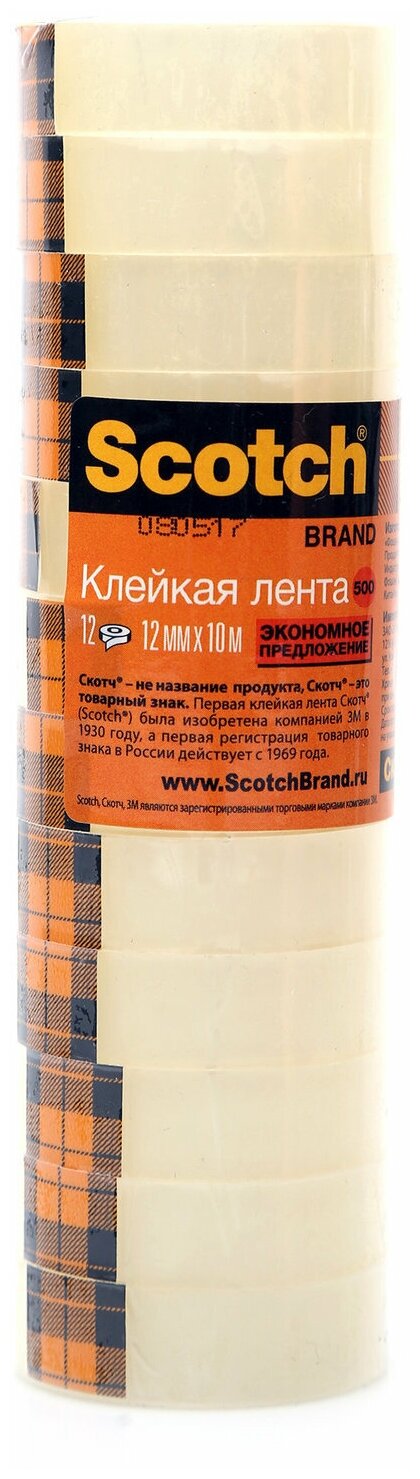 Scotch®
080517
BRAND
Клейкая лента 500
12 12 мм х 10 м
ЭКОНОМНОЕ
ПРЕДЛОЖЕНИЕ
Скотч® – не название продукта, Скотч® – это
товарный знак. Первая клейкая лента Скотч®
(Scotch®) была изобретена компанией 3М в
1930 году, а первая регистрация товарного
знака в России действует с 1969 года.
www.ScotchBrand.ru
Scotch, Скотч, 3М являются зарегистрированными торговыми марками компании 3М.